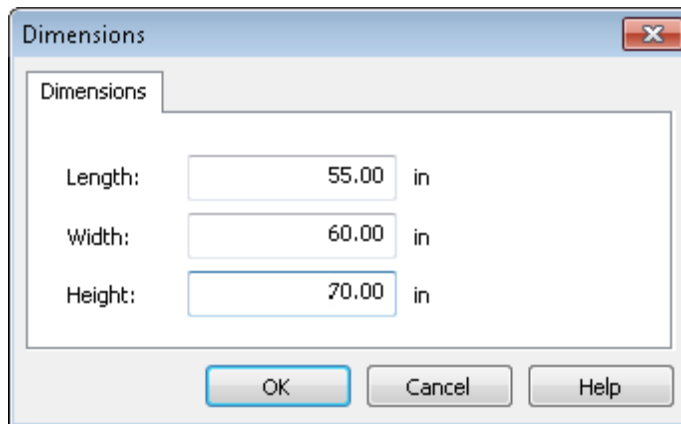 Dimensions
Dimensions
Length: 55.00 in
Width: 60.00 in
Height: 70.00 in
OK Cancel Help